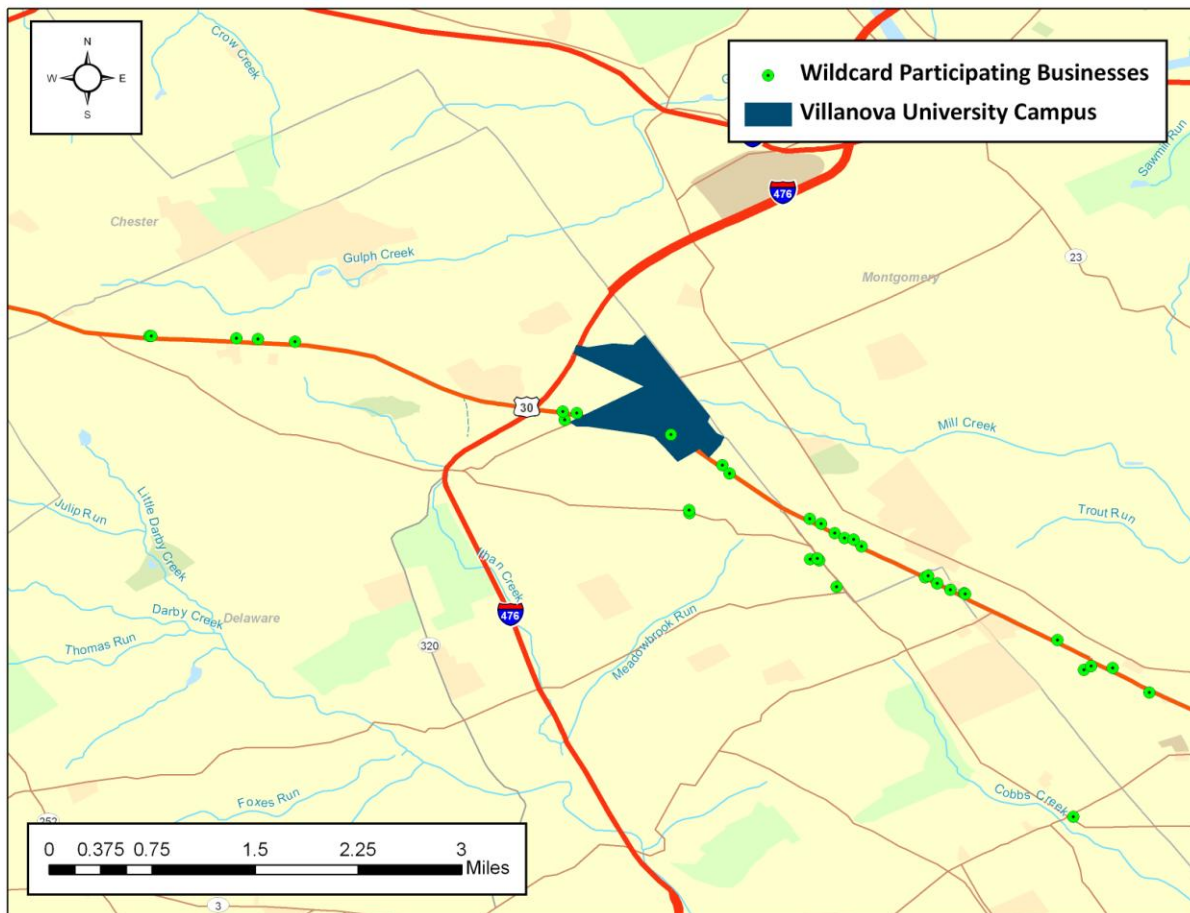 N
W E
S
Wildcard Participating Businesses
Villanova University Campus
Crow Creek
Sawmill Run
476
Chester
Gulph Creek
23
Montgomery
30
Mill Creek
Little Darby Creek
Julip Run
Trout Run
Ithan Creek
Darby Creek
Delaware
476
Thomas Run
320
Meadowbrook Run
Foxes Run
Cobbs Creek
252
0 0.375 0.75 1.5 2.25 3
Miles
3